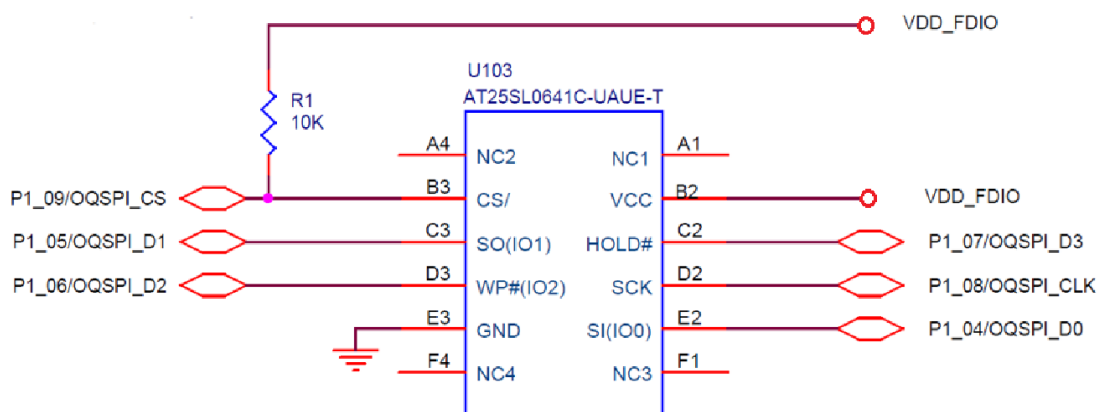 VDD_FDIO
U103
AT25SL0641C-UAUE-T
R1
10K
A4
NC2
NC1
A1
P1_09/OQSPI_CS
B3
CS/
VCC
B2
VDD_FDIO
P1_05/OQSPI_D1
C3
SO(IO1)
HOLD#
C2
P1_07/OQSPI_D3
P1_06/OQSPI_D2
D3
WP#(IO2)
SCK
D2
P1_08/OQSPI_CLK
E3
GND
SI(IO0)
E2
P1_04/OQSPI_D0
F4
NC4
NC3
F1